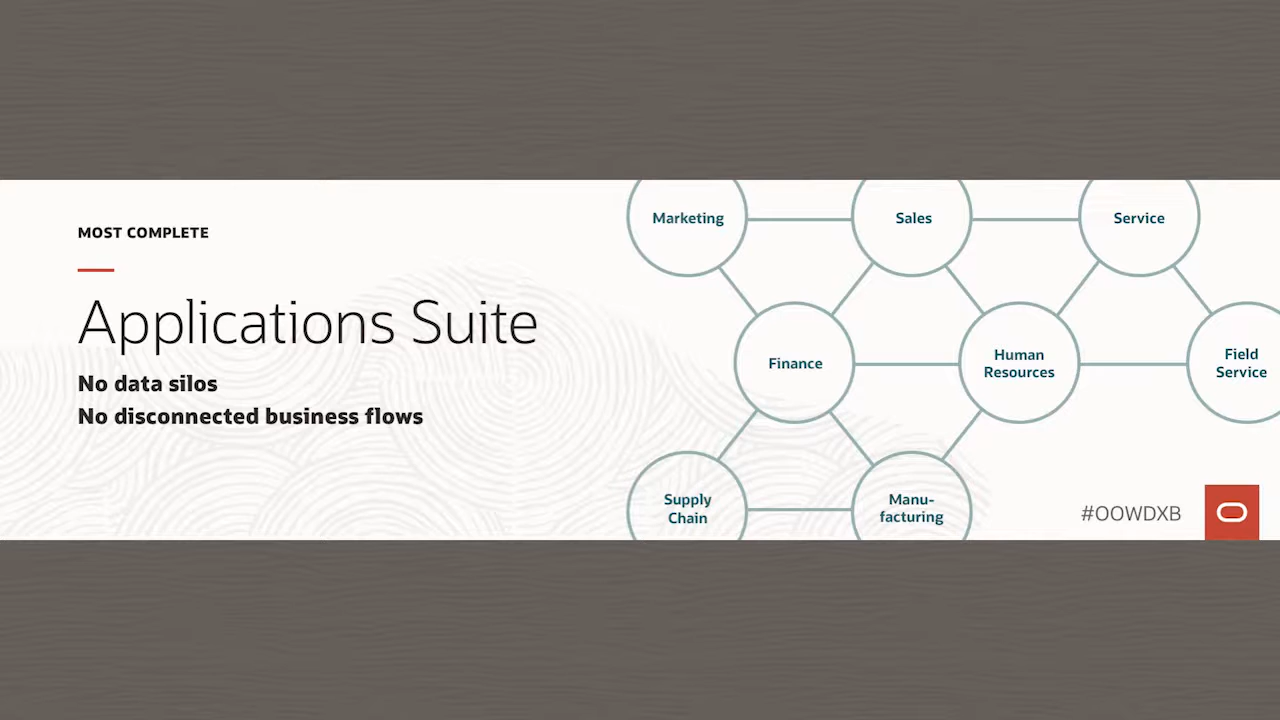 MOST COMPLETE
Applications Suite
No data silos
No disconnected business flows
Marketing
Sales
Service
Finance
Human
Resources
Field
Service
Supply
Chain
Manu-
facturing
#OOWDXB